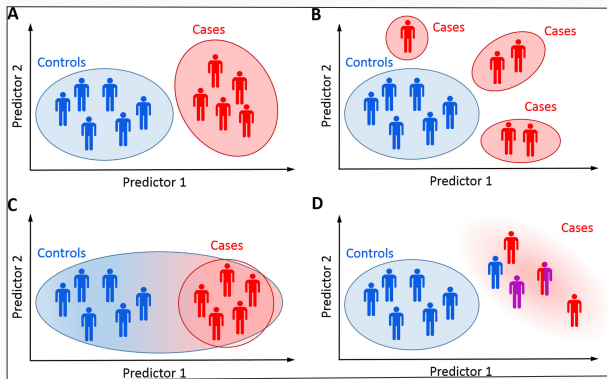 A
Cases
Controls
Predictor 2
Predictor 1
B
Cases
Cases
Controls
Cases
Predictor 2
Predictor 1
C
Controls
Cases
Predictor 2
Predictor 1
D
Cases
Controls
Predictor 2
Predictor 1